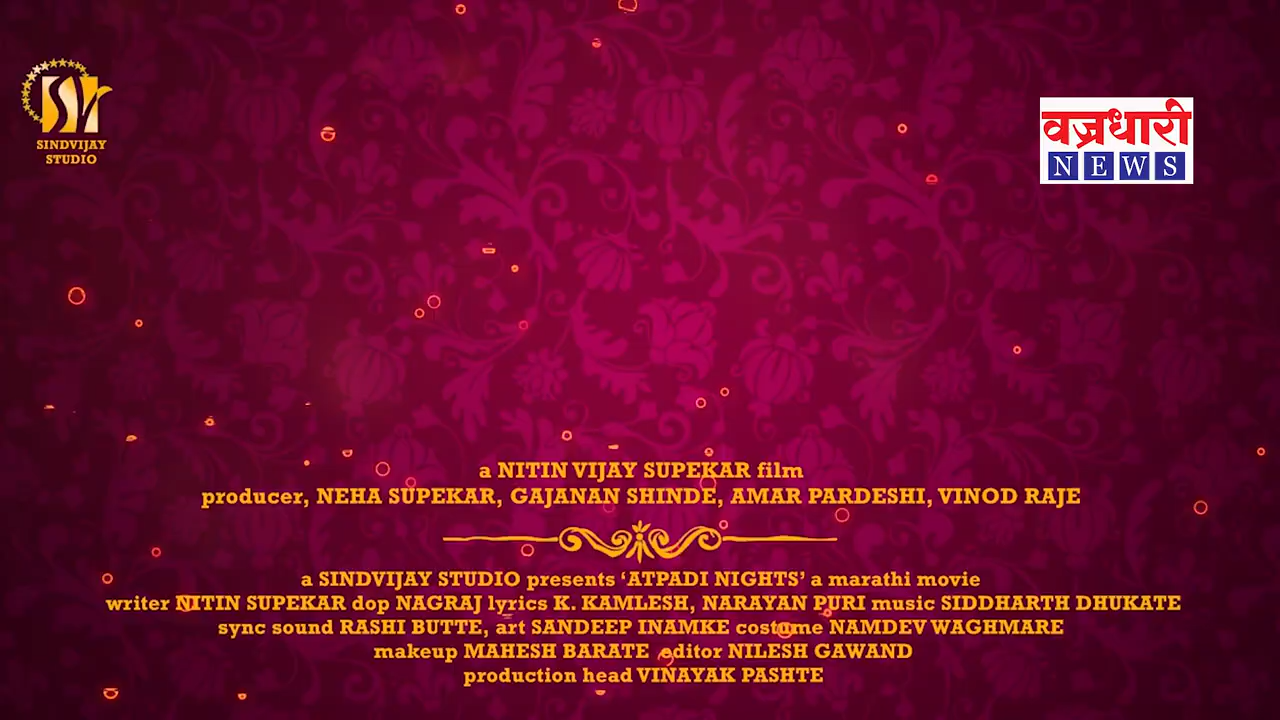 SINDVIJAY
STUDIO
वज्रधारी
NEWS
a NITIN VIJAY SUPEKAR film
producer, NEHA SUPEKAR, GAJANAN SHINDE, AMAR PARDESHI, VINOD RAJE
a SINDVIJAY STUDIO presents ‘ATPADI NIGHTS’ a marathi movie
writer NITIN SUPEKAR dop NAGRAJ lyrics K. KAMLESH, NARAYAN PURI music SIDDHARTH DHUKATE
sync sound RASHI BUTTE, art SANDEEP INAMKE costume NAMDEV WAGHMARE
makeup MAHESH BARATE editor NILESH GAWAND
production head VINAYAK PASHTE